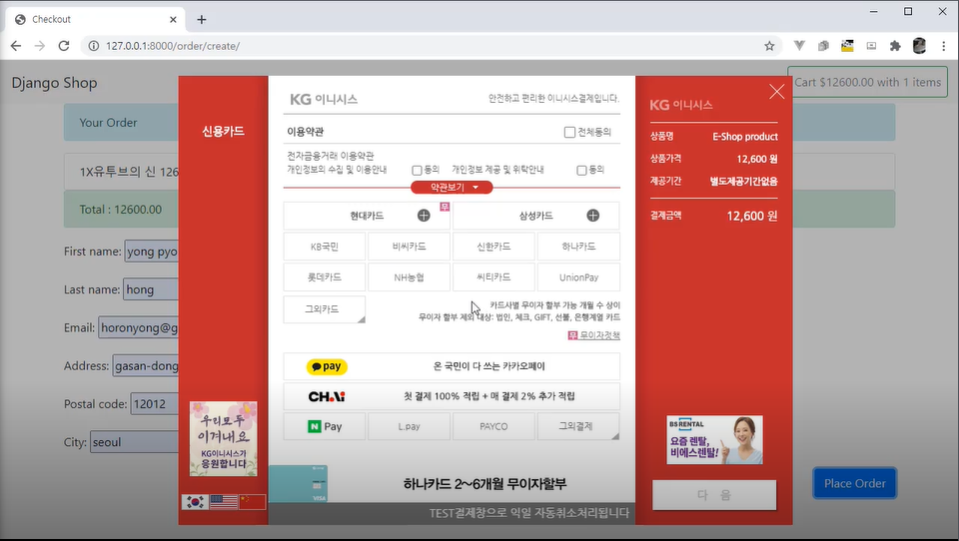 Checkout
127.0.0.1:8000/order/create/
Django Shop
Cart $12600.00 with 1 items
Your Order
1X유투브의 신 126
Total : 12600.00
First name: yong pyo
Last name: hong
Email: horonyong@g
Address: gasan-dong
Postal code: 12012
City: seoul
Place Order
신용카드
우리모두
이겨내요
KG이니시스가
응원합니다
KG 이니시스
안전하고 편리한 이니시스결제입니다.
이용약관
전체동의
전자금융거래 이용약관
개인정보의 수집 및 이용안내
동의
개인정보 제공 및 위탁안내
동의
약관보기
현대카드
무
삼성카드
KB국민
비씨카드
신한카드
하나카드
롯데카드
NH농협
씨티카드
UnionPay
그외카드
카드사별 무이자 할부 가능 개월 수 상이
무이자 할부 제외 대상: 법인, 체크, GIFT, 선불, 은행계열 카드
무 무이자정책
pay
온 국민이 다 쓰는 카카오페이
CHAi
첫 결제 100% 적립 + 매 결제 2% 추가 적립
N Pay
L.pay
PAYCO
그외결제
VISA
하나카드 2~6개월 무이자할부
TEST결제창으로 익일 자동취소처리됩니다
KG 이니시스
상품명 E-Shop product
상품가격 12,600 원
제공기간 별도제공기간없음
결제금액 12,600 원
BS RENTAL
요즘 렌탈,
비에스렌탈!
다 음